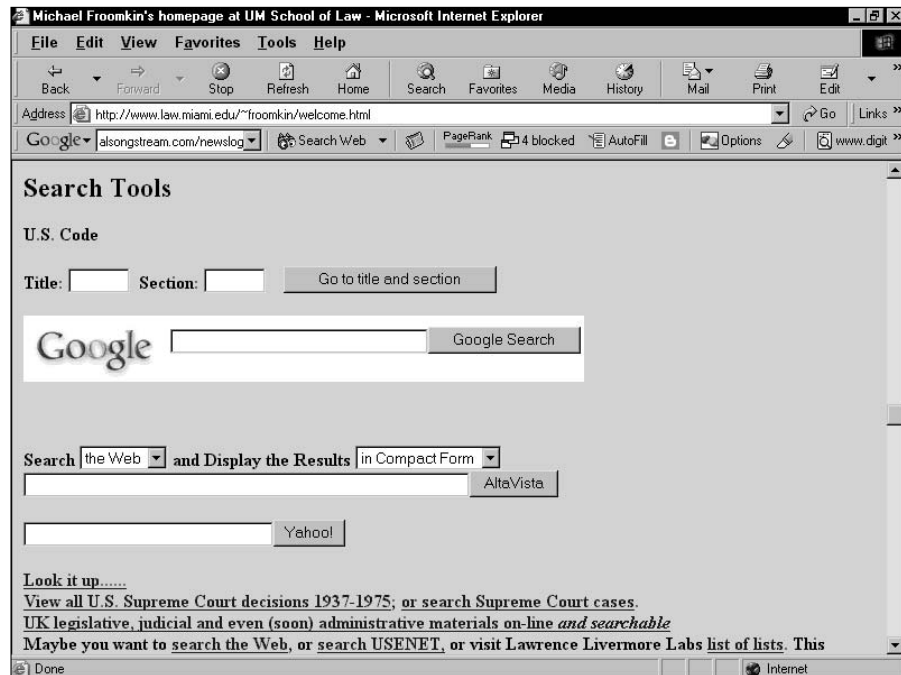 Michael Froomkin's homepage at UM School of Law - Microsoft Internet Explorer
File Edit View Favorites Tools Help
Back Forward Stop Refresh Home Search Favorites Media History Mail Print Edit
Address http://www.law.miami.edu/~froomkin/welcome.html Go Links »
Google alsongstream.com/newslog Search Web PageRank 4 blocked AutoFill Options www.digit »
Search Tools
U.S. Code
Title: Section: Go to title and section
Google Google Search
Search the Web and Display the Results in Compact Form
AltaVista
Yahoo!
Look it up......
View all U.S. Supreme Court decisions 1937-1975; or search Supreme Court cases.
UK legislative, judicial and even (soon) administrative materials on-line and searchable
Maybe you want to search the Web, or search USENET, or visit Lawrence Livermore Labs list of lists. This
Done Internet